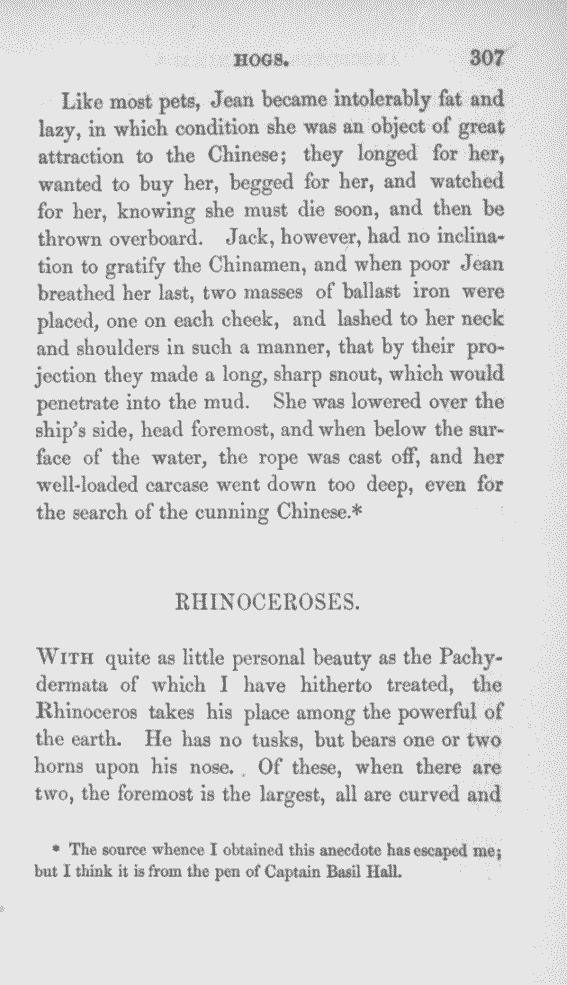 HOGS. 307
Like most pets, Jean became intolerably fat and
lazy, in which condition she was an object of great
attraction to the Chinese; they longed for her,
wanted to buy her, begged for her, and watched
for her, knowing she must die soon, and then be
thrown overboard. Jack, however, had no inclina-
tion to gratify the Chinamen, and when poor Jean
breathed her last, two masses of ballast iron were
placed, one on each cheek, and lashed to her neck
and shoulders in such a manner, that by their pro-
jection they made a long, sharp snout, which would
penetrate into the mud. She was lowered over the
ship's side, head foremost, and when below the sur-
face of the water, the rope was cast off, and her
well-loaded carcase went down too deep, even for
the search of the cunning Chinese.*
RHINOCEROSES.
WITH quite as little personal beauty as the Pachy-
dermata of which I have hitherto treated, the
Rhinoceros takes his place among the powerful of
the earth. He has no tusks, but bears one or two
horns upon his nose. Of these, when there are
two, the foremost is the largest, all are curved and
* The source whence I obtained this anecdote has escaped me;
but I think it is from the pen of Captain Basil Hall.